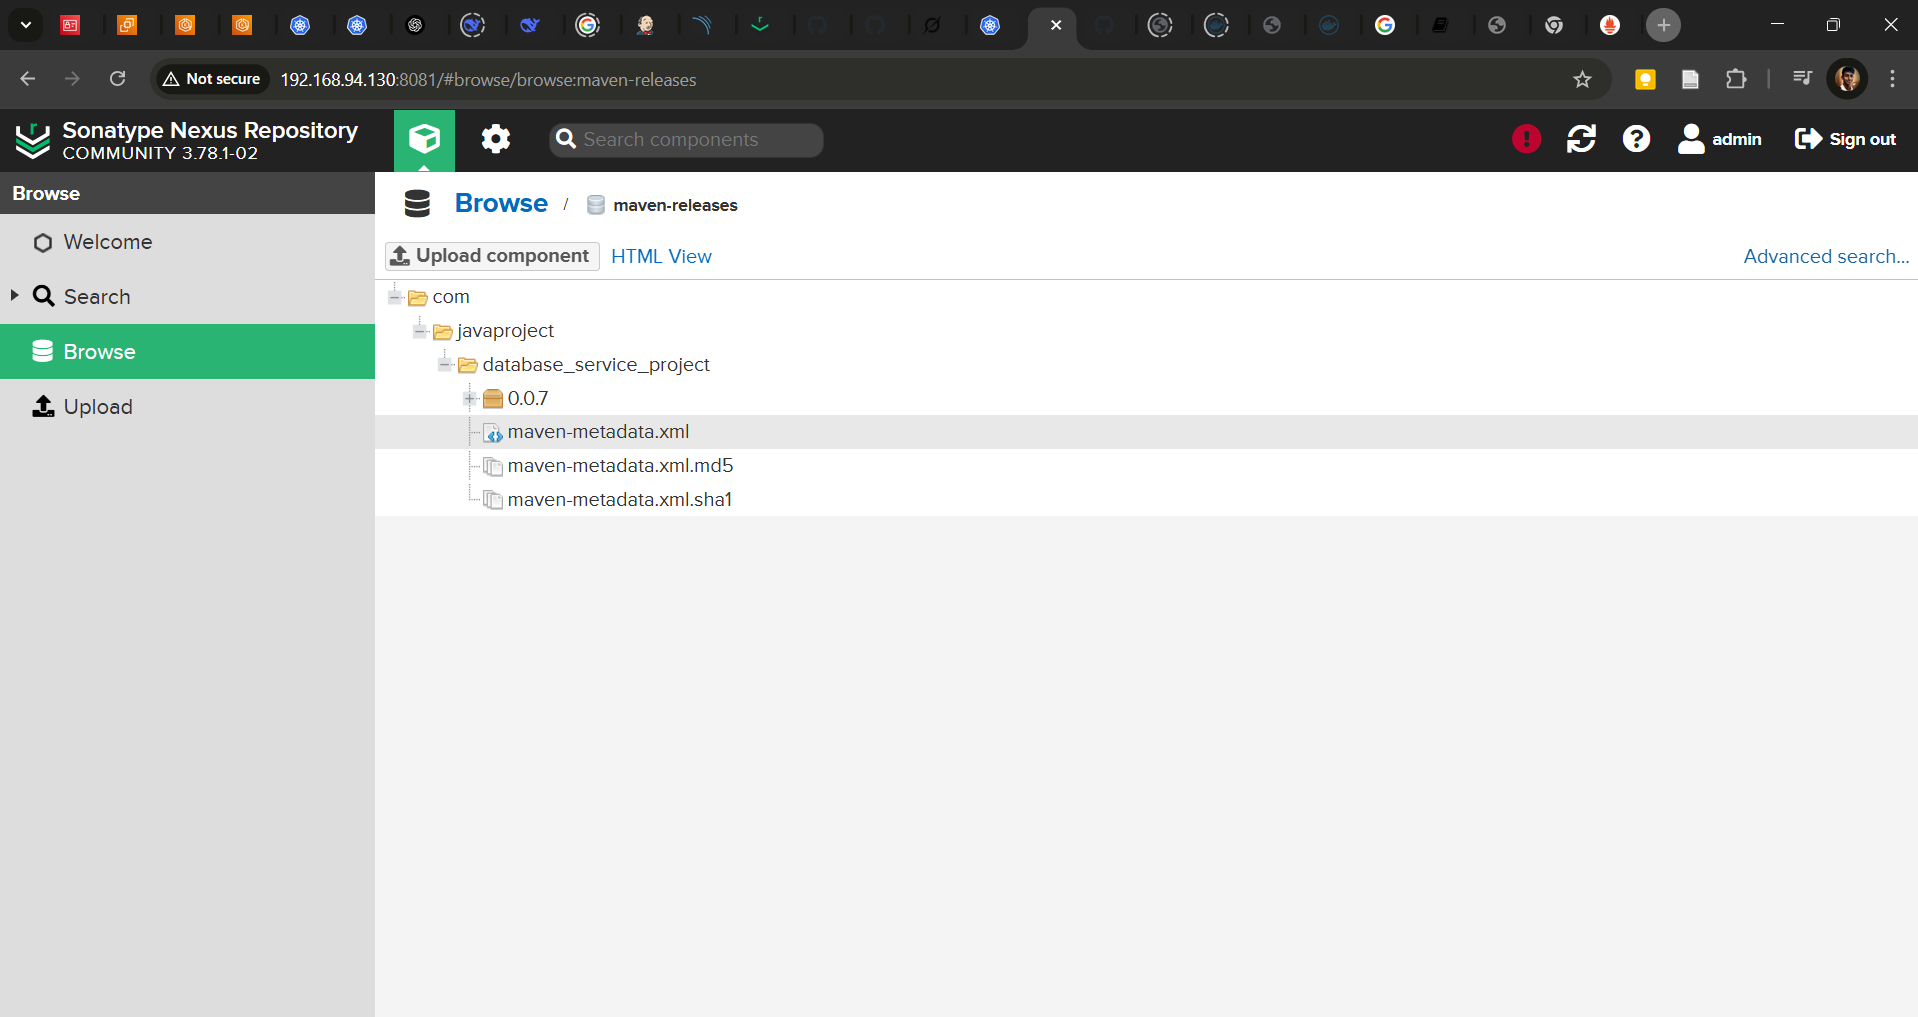 Not secure
192.168.94.130:8081/#browse/browse:maven-releases
Sonatype Nexus Repository
COMMUNITY 3.78.1-02
Search components
admin
Sign out
Browse
Welcome
Search
Browse
Upload
Browse / maven-releases
Upload component
HTML View
Advanced search...
com
javaproject
database_service_project
0.0.7
maven-metadata.xml
maven-metadata.xml.md5
maven-metadata.xml.sha1